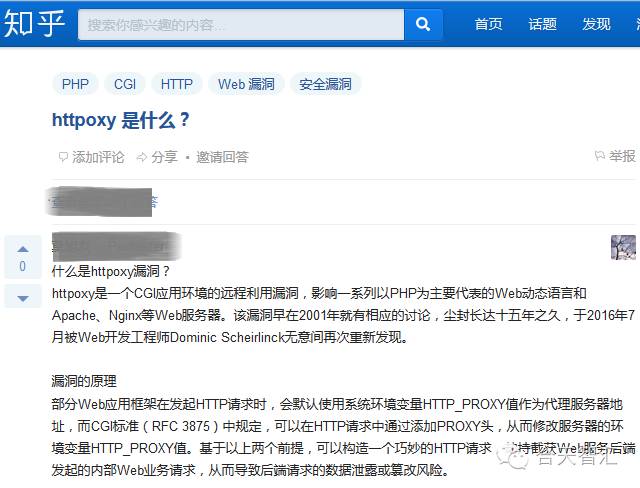 知乎 搜索你感兴趣的内容... 首页 话题 发现
PHP CGI HTTP Web 漏洞 安全漏洞
httpoxy 是什么？
添加评论 分享 • 邀请回答 举报
答
0
什么是httpoxy漏洞？
httpoxy是一个CGI应用环境的远程利用漏洞，影响一系列以PHP为主要代表的Web动态语言和
Apache、Nginx等Web服务器。该漏洞早在2001年就有相应的讨论，尘封长达十五年之久，于2016年7
月被Web开发工程师Dominic Scheirlinck无意间再次重新发现。
漏洞的原理
部分Web应用框架在发起HTTP请求时，会默认使用系统环境变量HTTP_PROXY值作为代理服务器地
址，而CGI标准（RFC 3875）中规定，可以在HTTP请求中通过添加PROXY头，从而修改服务器的环
境变量HTTP_PROXY值。基于以上两个前提，可以构造一个巧妙的HTTP请求，劫持截获Web服务后端
发起的内部Web业务请求，从而导致后端请求的数据泄露或篡改风险。
合天智汇